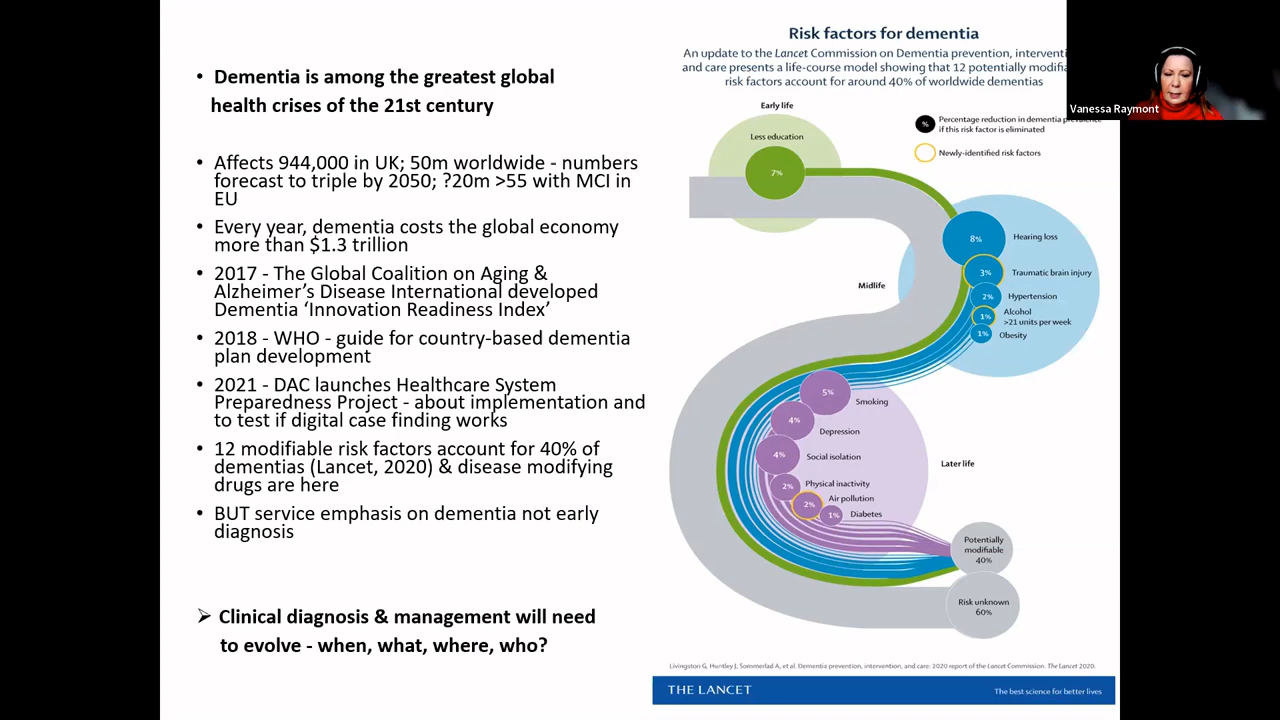 • Dementia is among the greatest global
health crises of the 21st century
• Affects 944,000 in UK; 50m worldwide - numbers
forecast to triple by 2050; ?20m >55 with MCI in
EU
• Every year, dementia costs the global economy
more than $1.3 trillion
• 2017 - The Global Coalition on Aging &
Alzheimer’s Disease International developed
Dementia ‘Innovation Readiness Index’
• 2018 - WHO - guide for country-based dementia
plan development
• 2021 - DAC launches Healthcare System
Preparedness Project - about implementation and
to test if digital case finding works
• 12 modifiable risk factors account for 40% of
dementias (Lancet, 2020) & disease modifying
drugs are here
• BUT service emphasis on dementia not early
diagnosis
➢ Clinical diagnosis & management will need
to evolve - when, what, where, who?
Risk factors for dementia
An update to the Lancet Commission on Dementia prevention,
and care presents a life-course model showing that 12 potentially
risk factors account for around 40% of worldwide dementias
Vanessa Raymont
Early life
Less education
7%
%
Percentage reduction in dementia prevalence
if this risk factor is eliminated
Newly-identified risk factors
8%
Hearing loss
3%
Traumatic brain injury
Midlife
2%
Hypertension
1%
Alcohol
>21 units per week
1%
Obesity
5%
Smoking
4%
Depression
4%
Social isolation
Later life
2%
Physical inactivity
2%
Air pollution
1%
Diabetes
Potentially
modifiable
40%
Risk unknown
60%
Livingston G, Huntley J, Sommerlad A, et al. Dementia prevention, intervention, and care: 2020 report of the Lancet Commission. The Lancet 2020.
THE LANCET
The best science for better lives